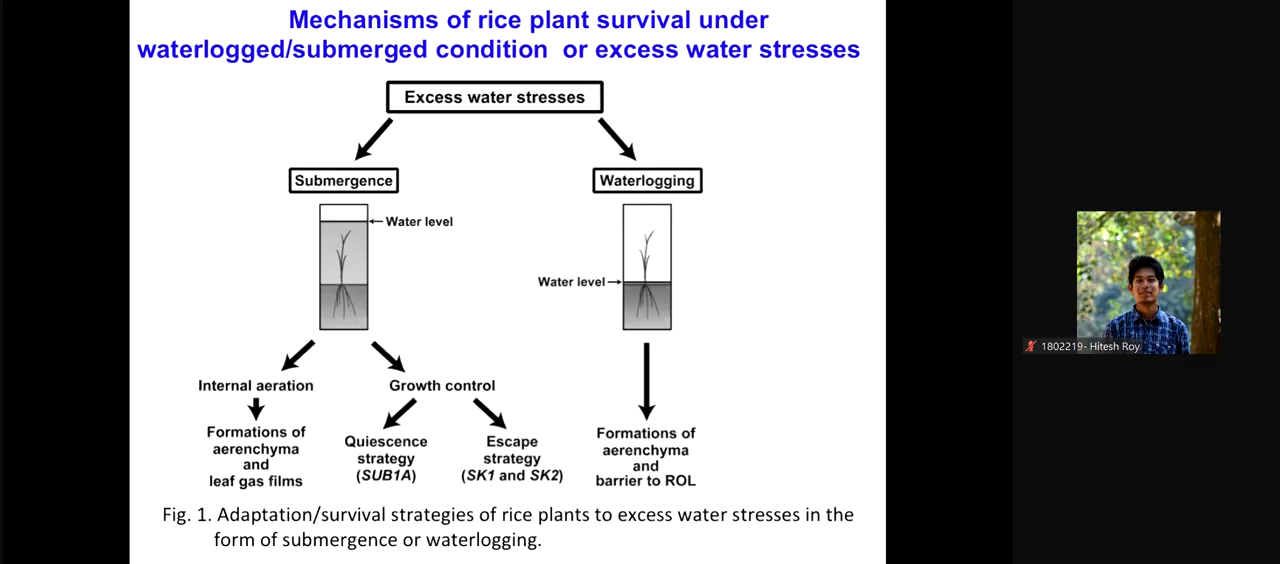 Mechanisms of rice plant survival under
waterlogged/submerged condition or excess water stresses
Excess water stresses
Submergence
Waterlogging
Water level
Water level
Internal aeration
Growth control
Formations of
aerenchyma
and
leaf gas films
Quiescence
strategy
(SUB1A)
Escape
strategy
(SK1 and SK2)
Formations of
aerenchyma
and
barrier to ROL
Fig. 1. Adaptation/survival strategies of rice plants to excess water stresses in the
form of submergence or waterlogging.
1802219- Hitesh Roy